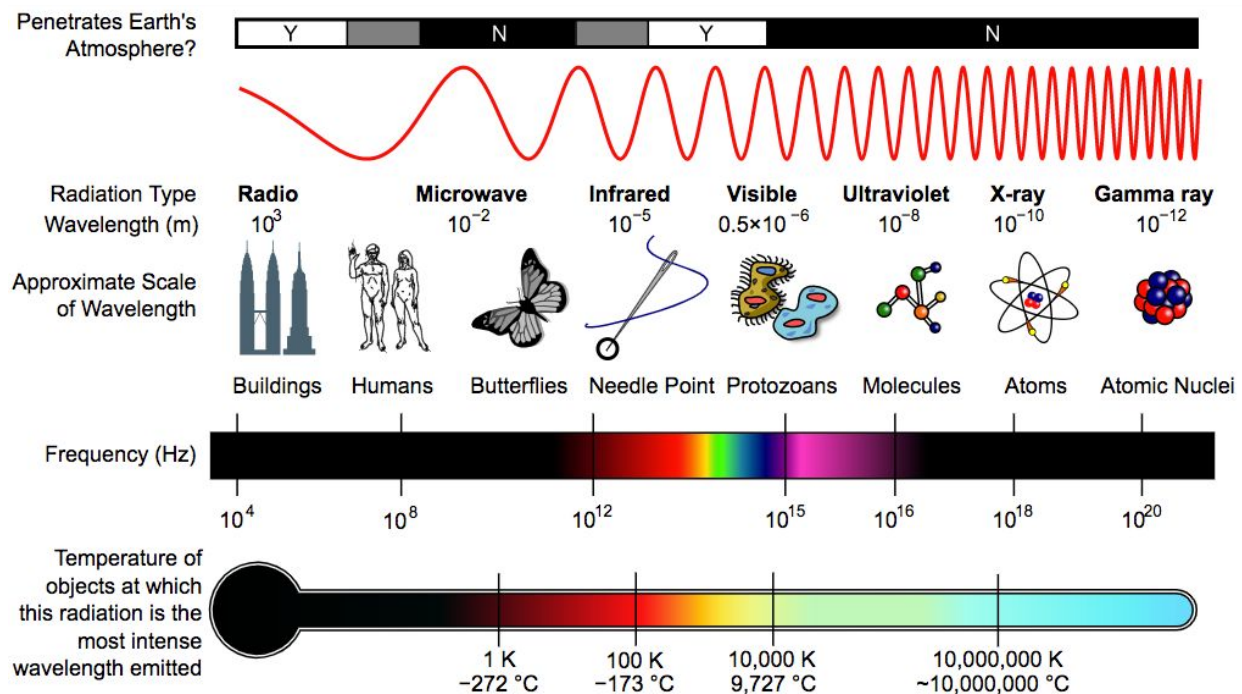 Penetrates Earth's
Atmosphere?
Y N Y N
Radiation Type
Radio Microwave Infrared Visible Ultraviolet X-ray Gamma ray
Wavelength (m)
10³ 10⁻² 10⁻⁵ 0.5×10⁻⁶ 10⁻⁸ 10⁻¹⁰ 10⁻¹²
Approximate Scale
of Wavelength
Buildings Humans Butterflies Needle Point Protozoans Molecules Atoms Atomic Nuclei
Frequency (Hz)
10⁴ 10⁸ 10¹² 10¹⁵ 10¹⁶ 10¹⁸ 10²⁰
Temperature of
objects at which
this radiation is the
most intense
wavelength emitted
1 K 100 K 10,000 K 10,000,000 K
−272 °C −173 °C 9,727 °C ~10,000,000 °C